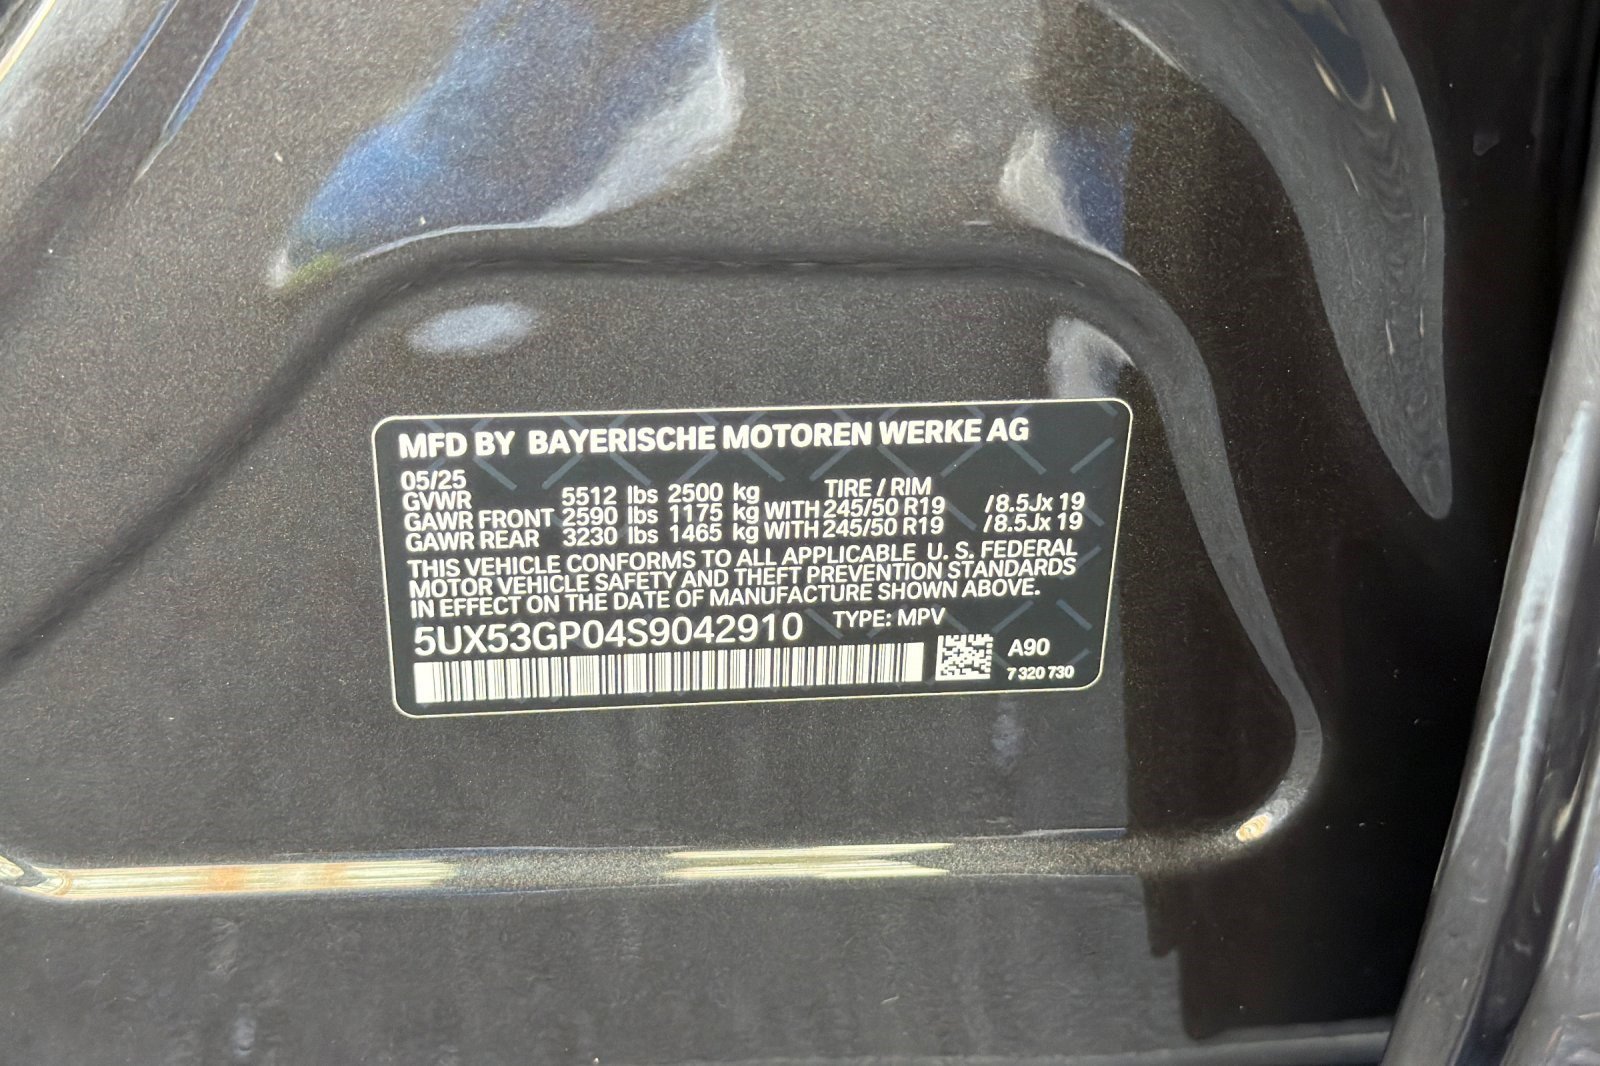 MFD BY BAYERISCHE MOTOREN WERKE AG
05/25 TIRE / RIM
GVWR 5512 lbs 2500 kg
GAWR FRONT 2590 lbs 1175 kg WITH 245/50 R19 /8.5Jx 19
GAWR REAR 3230 lbs 1465 kg WITH 245/50 R19 /8.5Jx 19
THIS VEHICLE CONFORMS TO ALL APPLICABLE U. S. FEDERAL
MOTOR VEHICLE SAFETY AND THEFT PREVENTION STANDARDS
IN EFFECT ON THE DATE OF MANUFACTURE SHOWN ABOVE.
5UX53GP04S9042910 TYPE: MPV
A90
7 320 730